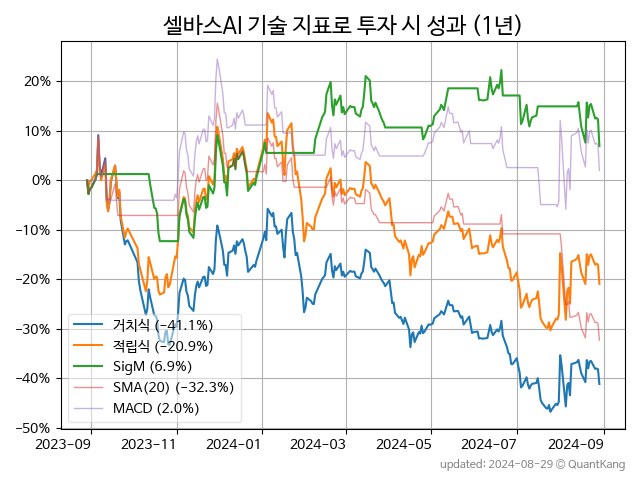 셀바스AI 기술 지표로 투자 시 성과 (1년)
20%
10%
0%
−10%
−20%
−30%
−40%
−50%
거치식 (−41.1%)
적립식 (−20.9%)
SigM (6.9%)
SMA(20) (−32.3%)
MACD (2.0%)
2023-09 2023-11 2024-01 2024-03 2024-05 2024-07 2024-09
updated: 2024-08-29 © QuantKang